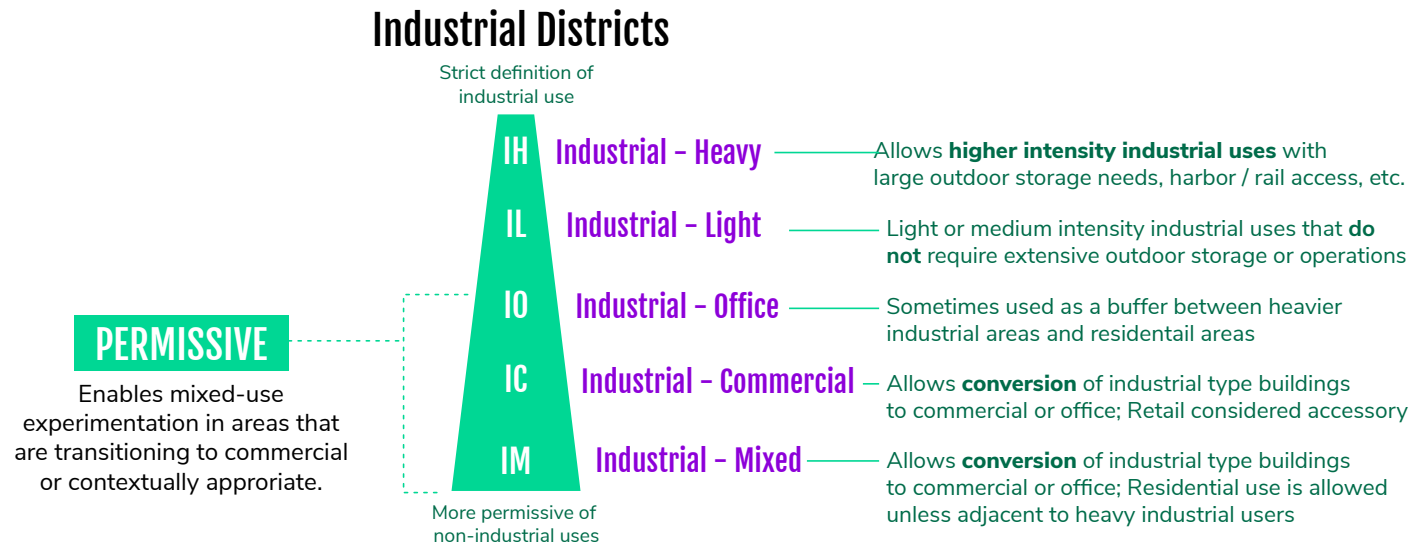 Industrial Districts
Strict definition of
industrial use
IH
Industrial - Heavy
Allows higher intensity industrial uses with
large outdoor storage needs, harbor / rail access, etc.
IL
Industrial - Light
Light or medium intensity industrial uses that do
not require extensive outdoor storage or operations
IO
Industrial - Office
Sometimes used as a buffer between heavier
industrial areas and residentail areas
PERMISSIVE
Enables mixed-use
experimentation in areas that
are transitioning to commercial
or contextually approriate.
IC
Industrial - Commercial
Allows conversion of industrial type buildings
to commercial or office; Retail considered accessory
IM
Industrial - Mixed
Allows conversion of industrial type buildings
to commercial or office; Residential use is allowed
unless adjacent to heavy industrial users
More permissive of
non-industrial uses